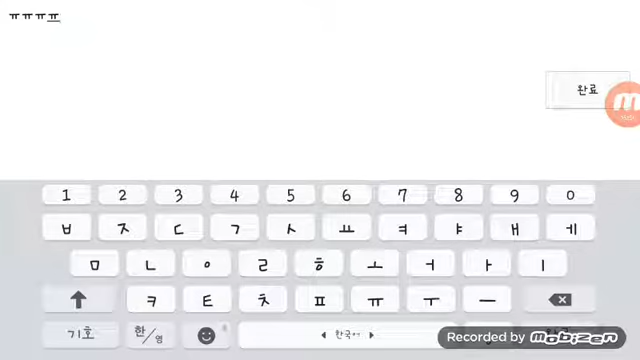 ㅠㅠㅠㅠ
완료
1 2 3 4 5 6 7 8 9 0
ㅂ ㅈ ㄷ ㄱ ㅅ ㅛ ㅕ ㅑ ㅐ ㅔ
ㅁ ㄴ ㅇ ㄹ ㅎ ㅗ ㅓ ㅏ ㅣ
ㅋ ㅌ ㅊ ㅍ ㅠ ㅜ ㅡ
기호 한/영 한국어
Recorded by mobizen